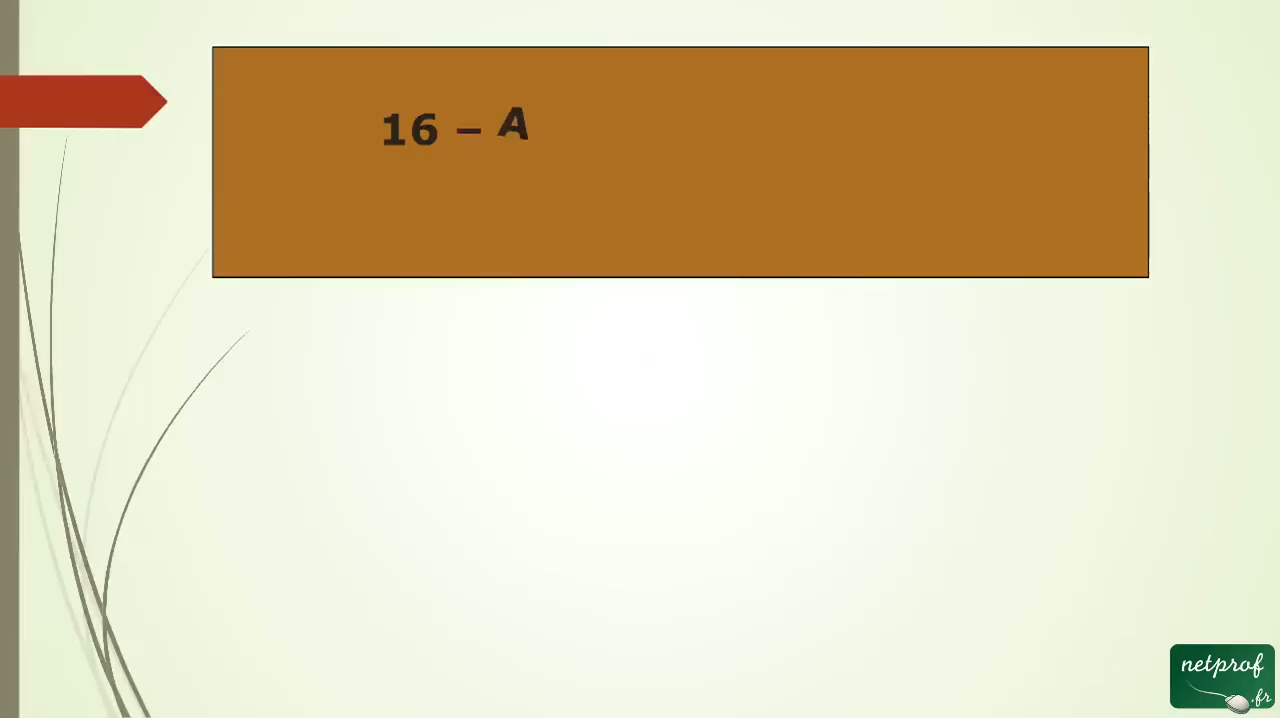 16 – A
netprof
.fr